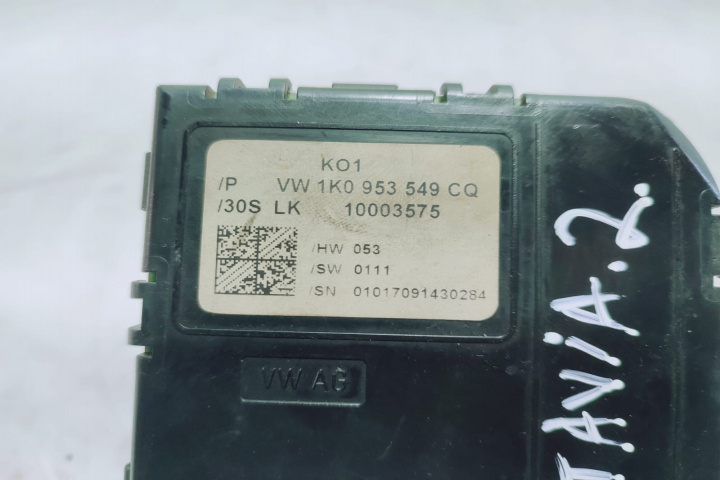 KO1
/P VW 1K0 953 549 CQ
/30S LK 10003575
/HW 053
/SW 0111
/SN 01017091430284
VW AG
TAVIA.2.